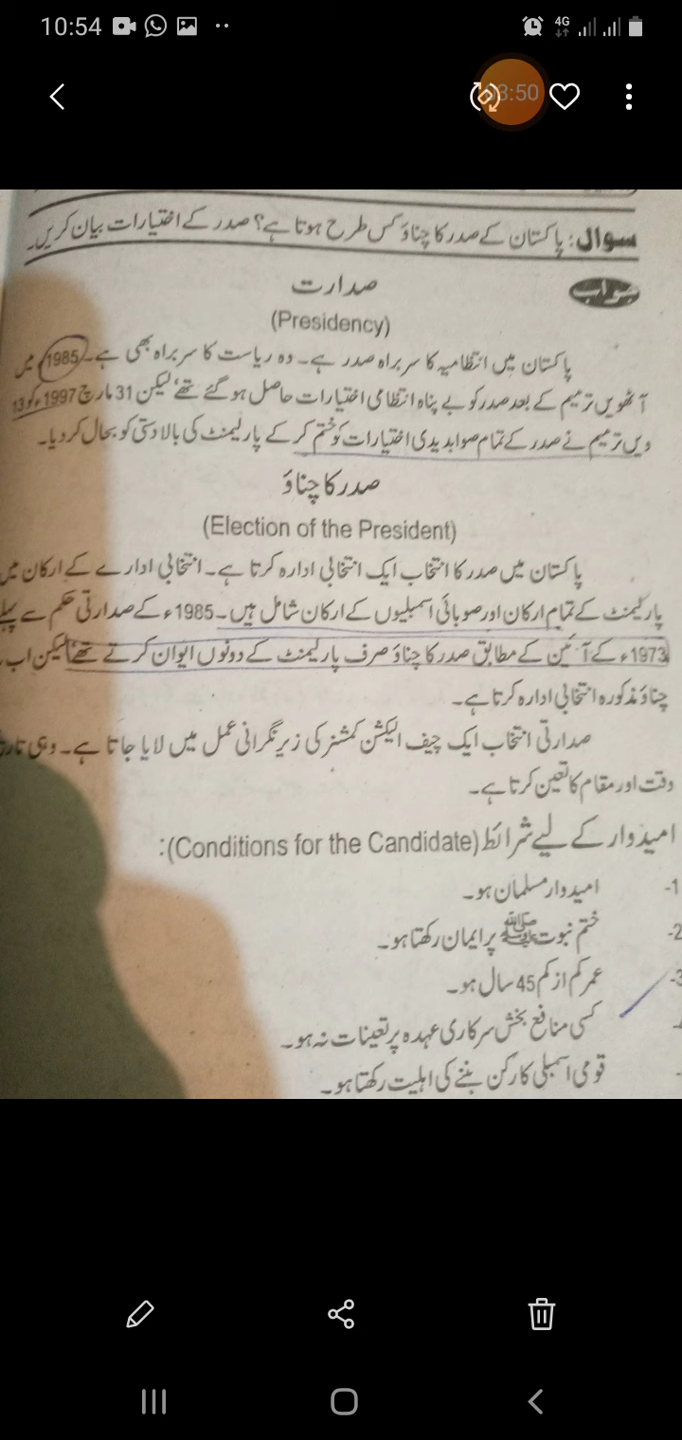 10:54
4G
03:50
سوال: پاکستان کے صدر کا چناؤ کس طرح ہوتا ہے؟ صدر کے اختیارات بیان کریں۔
جواب
صدارت
(Presidency)
پاکستان میں انتظامیہ کا سربراہ صدر ہے۔ وہ ریاست کا سربراہ بھی ہے۔ 1985ء میں
آٹھویں ترمیم کے بعد صدر کو بے پناہ انتظامی اختیارات حاصل ہو گئے تھے لیکن 31 مارچ 1997ء کو 13
ویں ترمیم نے صدر کے تمام صوابدیدی اختیارات کو ختم کر کے پارلیمنٹ کی بالادستی کو بحال کر دیا۔
صدر کا چناؤ
(Election of the President)
پاکستان میں صدر کا انتخاب ایک انتخابی ادارہ کرتا ہے۔ انتخابی ادارے کے ارکان میں
پارلیمنٹ کے تمام ارکان اور صوبائی اسمبلیوں کے ارکان شامل ہیں۔ 1985ء کے صدارتی حکم سے پہلے
1973ء کے آئین کے مطابق صدر کا چناؤ صرف پارلیمنٹ کے دونوں ایوان کرتے تھے لیکن اب
چناؤ مذکورہ انتخابی ادارہ کرتا ہے۔
صدارتی انتخاب ایک چیف الیکشن کمشنر کی زیر نگرانی عمل میں لایا جاتا ہے۔ وہی
وقت اور مقام کا تعین کرتا ہے۔
امیدوار کے لیے شرائط (Conditions for the Candidate):
1- امیدوار مسلمان ہو۔
2- ختم نبوت ﷺ پر ایمان رکھتا ہو۔
3- عمر کم از کم 45 سال ہو۔
کسی منافع بخش سرکاری عہدہ پر تعینات نہ ہو۔
قومی اسمبلی کا رکن بننے کی اہلیت رکھتا ہو۔